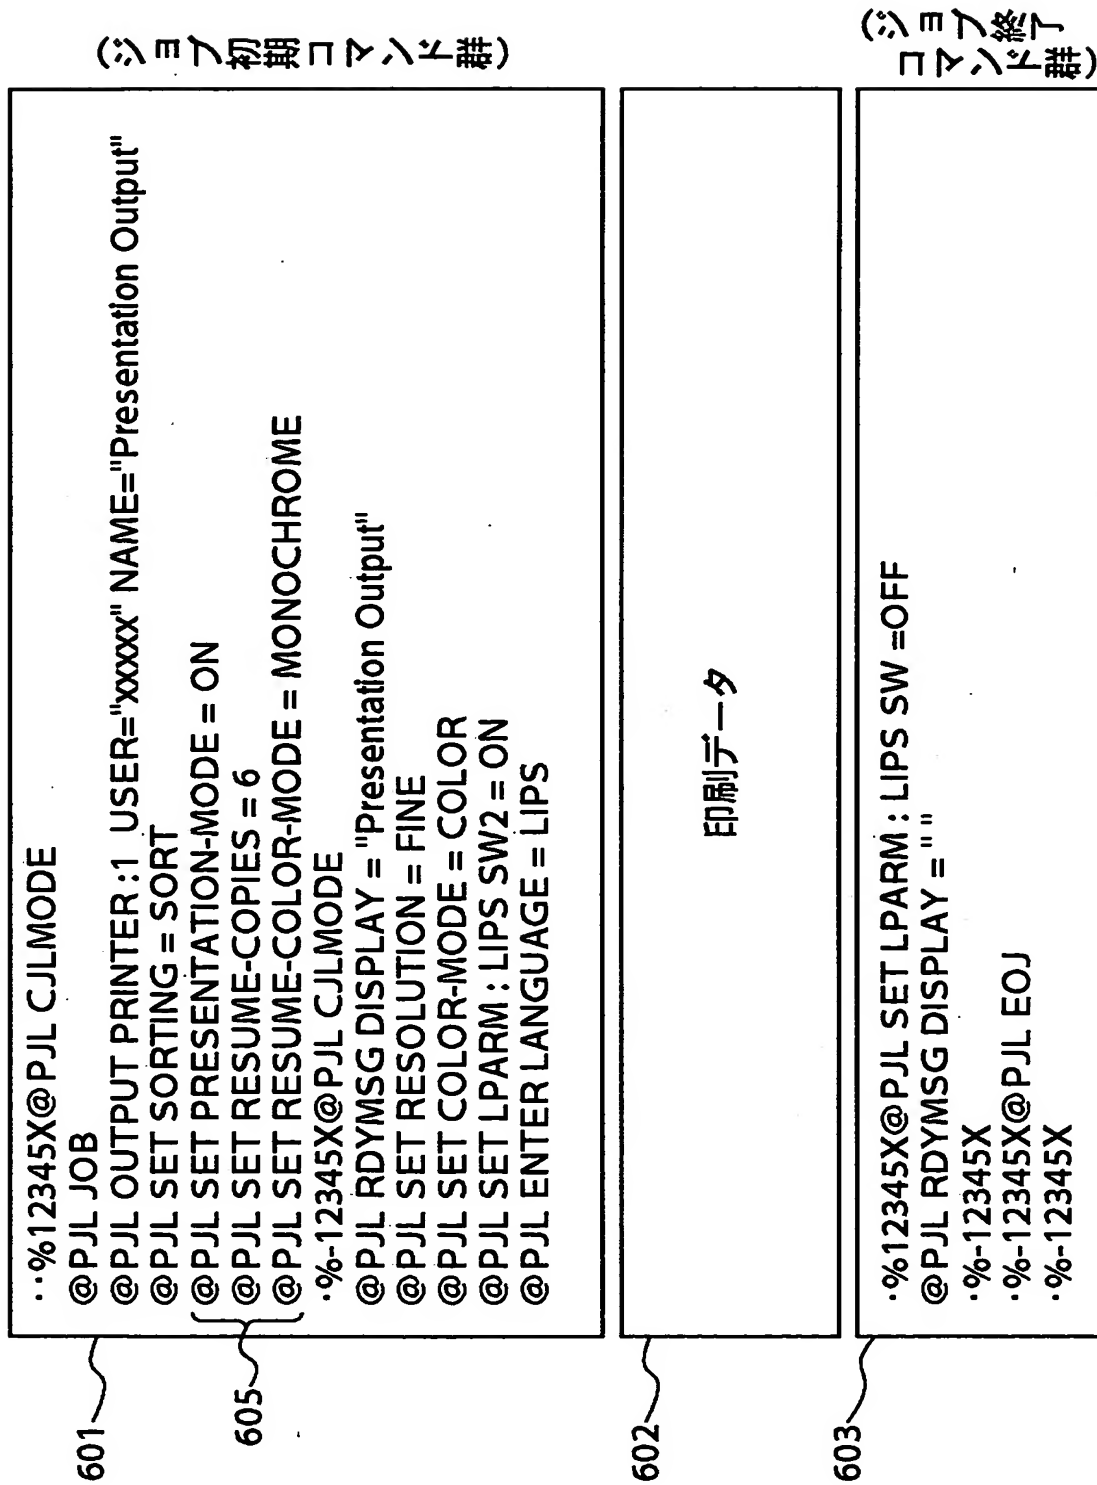 (ジョブ初期コマンド群)
601
··%12345X@PJL CJLMODE
@PJL JOB
@PJL OUTPUT PRINTER :1 USER="xxxxx" NAME="Presentation Output"
@PJL SET SORTING = SORT
605
@PJL SET PRESENTATION-MODE = ON
@PJL SET RESUME-COPIES = 6
@PJL SET RESUME-COLOR-MODE = MONOCHROME
·%-12345X@PJL CJLMODE
@PJL RDYMSG DISPLAY = "Presentation Output"
@PJL SET RESOLUTION = FINE
@PJL SET COLOR-MODE = COLOR
@PJL SET LPARM : LIPS SW2 = ON
@PJL ENTER LANGUAGE = LIPS
602
印刷データ
603
(ジョブ終了
コマンド群)
·%12345X@PJL SET LPARM : LIPS SW =OFF
@PJL RDYMSG DISPLAY = " "
·%-12345X
·%-12345X@PJL EOJ
·%-12345X